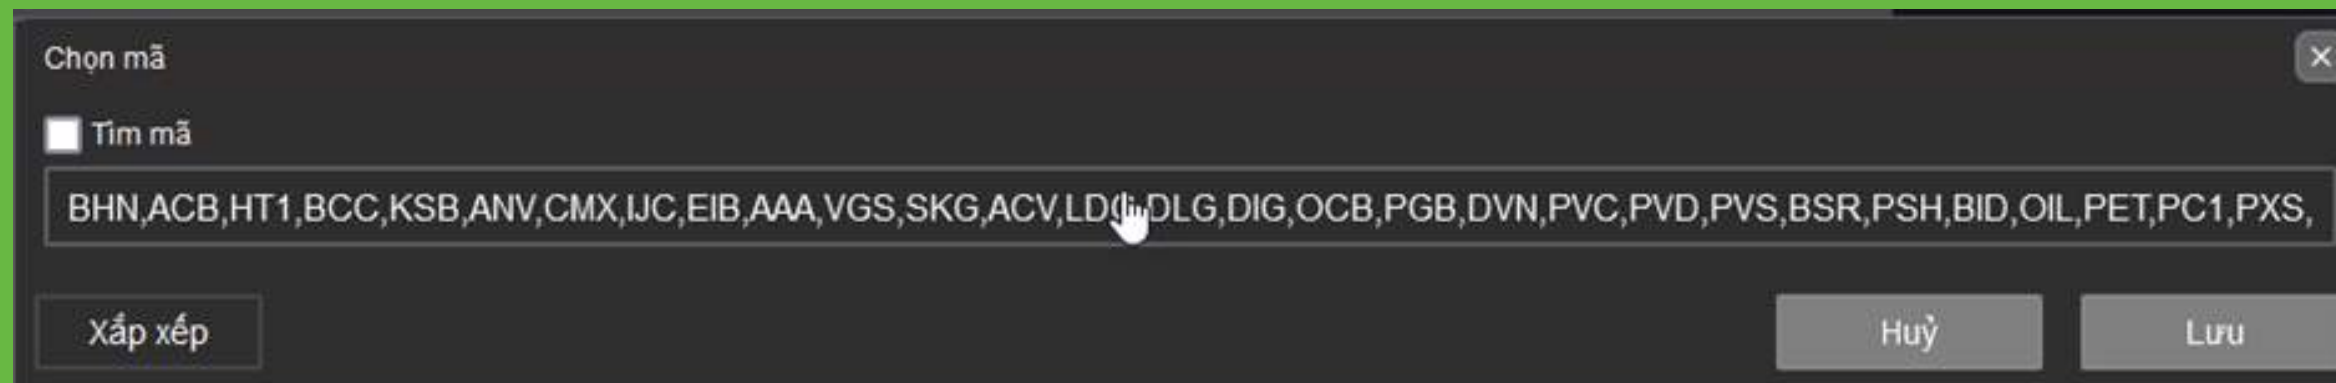 Chọn mã
Tìm mã
BHN,ACB,HT1,BCC,KSB,ANV,CMX,IJC,EIB,AAA,VGS,SKG,ACV,DLG,DIG,OCB,PGB,DVN,PVC,PVD,PVS,BSR,PSH,BID,OIL,PET,PC1,PXS,
Xắp xếp
Huỷ
Lưu